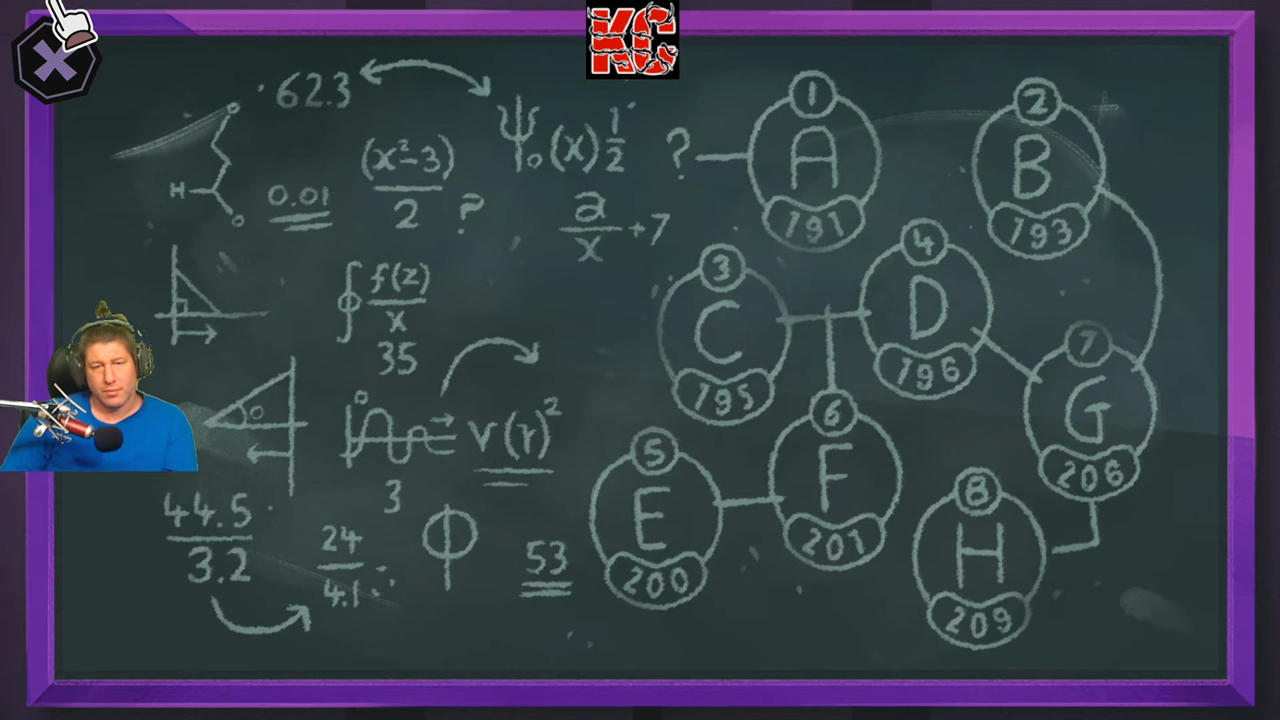 KC
62.3
Ψ₀(x) 1/2
(x²-3)/2 ?
H
0.01
2/x +7
∮ f(z)/x
35
v(r)²
3
44.5/3.2
24/4.1
Φ
53
?
1
A
191
2
B
193
3
C
195
4
D
196
5
E
200
6
F
201
7
G
206
8
H
209